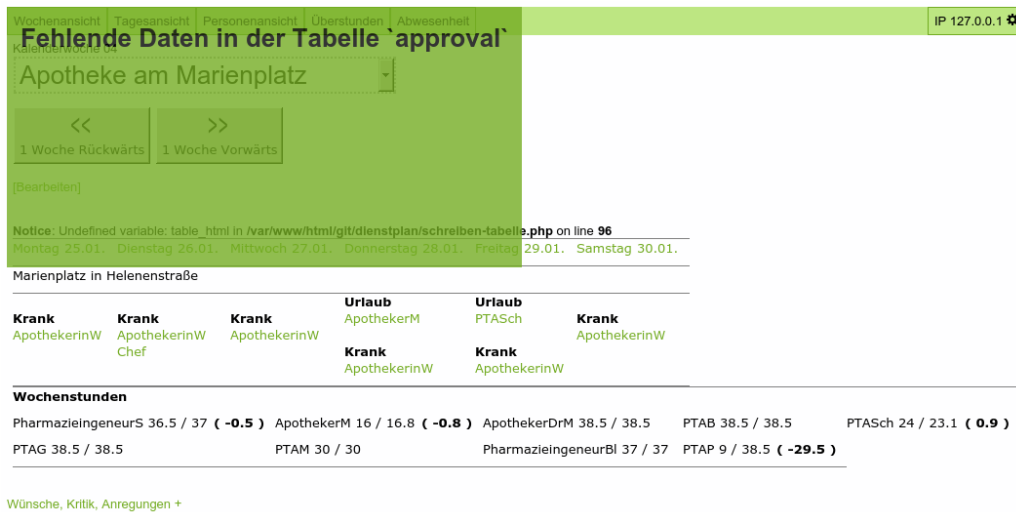 Wochenansicht Tagesansicht Personenansicht Überstunden Abwesenheit IP 127.0.0.1
Fehlende Daten in der Tabelle `approval`
Kalenderwoche 04
Apotheke am Marienplatz
<< >>
1 Woche Rückwärts 1 Woche Vorwärts
[Bearbeiten]
Notice: Undefined variable: table_html in /var/www/html/git/dienstplan/schreiben-tabelle.php on line 96
Montag 25.01. Dienstag 26.01. Mittwoch 27.01. Donnerstag 28.01. Freitag 29.01. Samstag 30.01.
Marienplatz in Helenenstraße
Urlaub Urlaub
Krank Krank Krank ApothekerM PTASch Krank
ApothekerinW ApothekerinW ApothekerinW ApothekerinW
Chef Krank Krank
ApothekerinW ApothekerinW
Wochenstunden
PharmazieingeneurS 36.5 / 37 ( -0.5 ) ApothekerM 16 / 16.8 ( -0.8 ) ApothekerDrM 38.5 / 38.5 PTAB 38.5 / 38.5 PTASch 24 / 23.1 ( 0.9 )
PTAG 38.5 / 38.5 PTAM 30 / 30 PharmazieingeneurBl 37 / 37 PTAP 9 / 38.5 ( -29.5 )
Wünsche, Kritik, Anregungen +